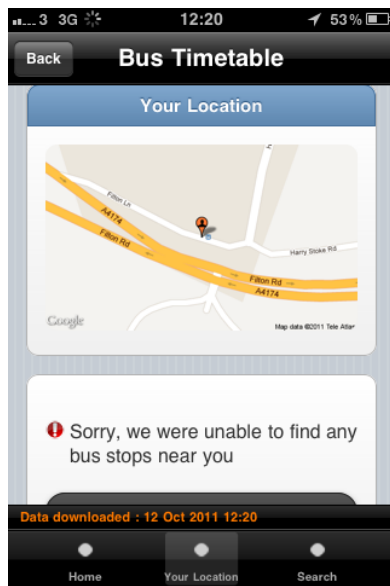 3 3G 12:20 53%
Back Bus Timetable
Your Location
Filton Ln
A4174
Filton Rd
Harry Stoke Rd
Filton Rd
A4174
Google
Map data ©2011 Tele Atlas
Sorry, we were unable to find any
bus stops near you
Data downloaded : 12 Oct 2011 12:20
Home Your Location Search